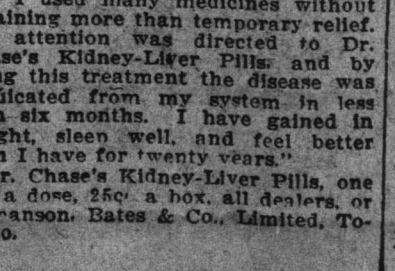 I used many medicines without
aining more than temporary relief.
attention was directed to Dr.
ase's Kidney-Liver Pills, and by
ng this treatment the disease was
dicated from my system in less
n six months. I have gained in
ght, sleep well, and feel better
n I have for twenty years."
r. Chase's Kidney-Liver Pills, one
a dose, 25c. a box, all dealers, or
anson, Bates & Co., Limited, To-
o.